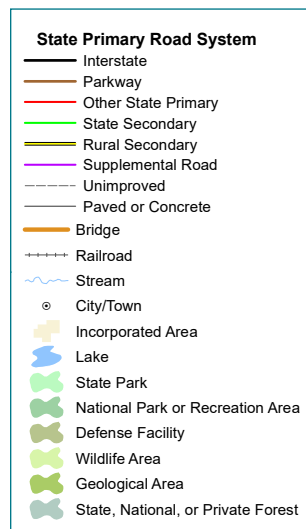 State Primary Road System
Interstate
Parkway
Other State Primary
State Secondary
Rural Secondary
Supplemental Road
Unimproved
Paved or Concrete
Bridge
Railroad
Stream
City/Town
Incorporated Area
Lake
State Park
National Park or Recreation Area
Defense Facility
Wildlife Area
Geological Area
State, National, or Private Forest